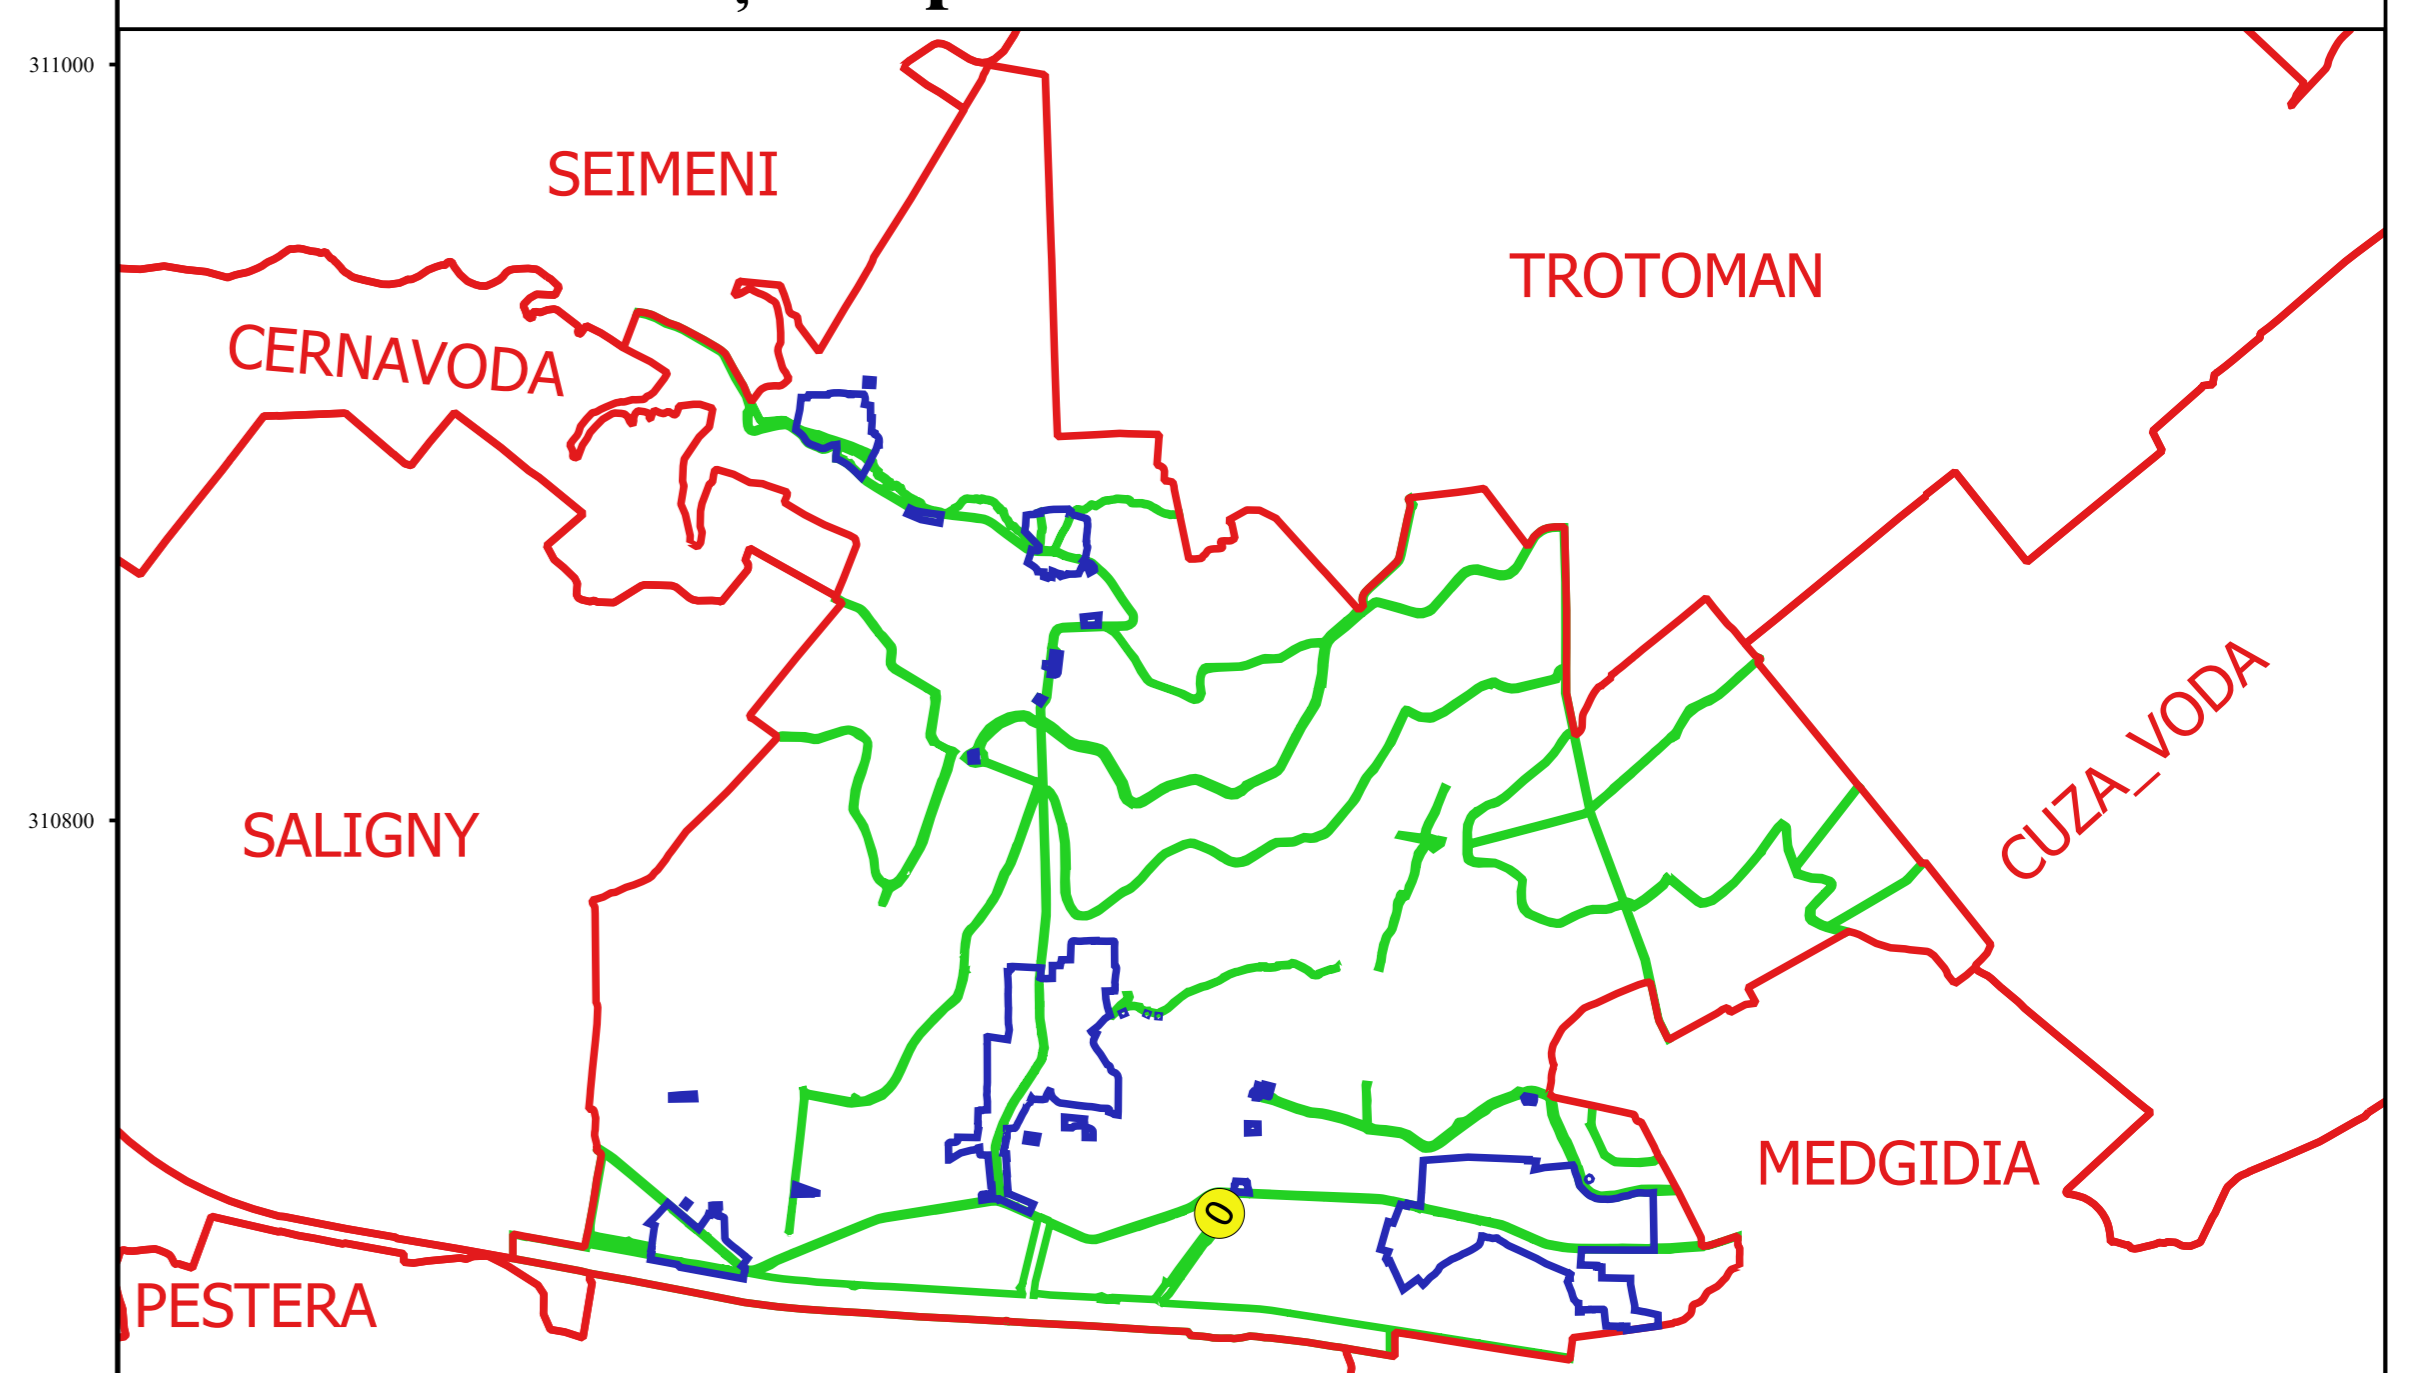 311000
SEIMENI
TROTOMAN
CERNAVODA
CUZA_VODA
310800
SALIGNY
MEDGIDIA
0
PESTERA